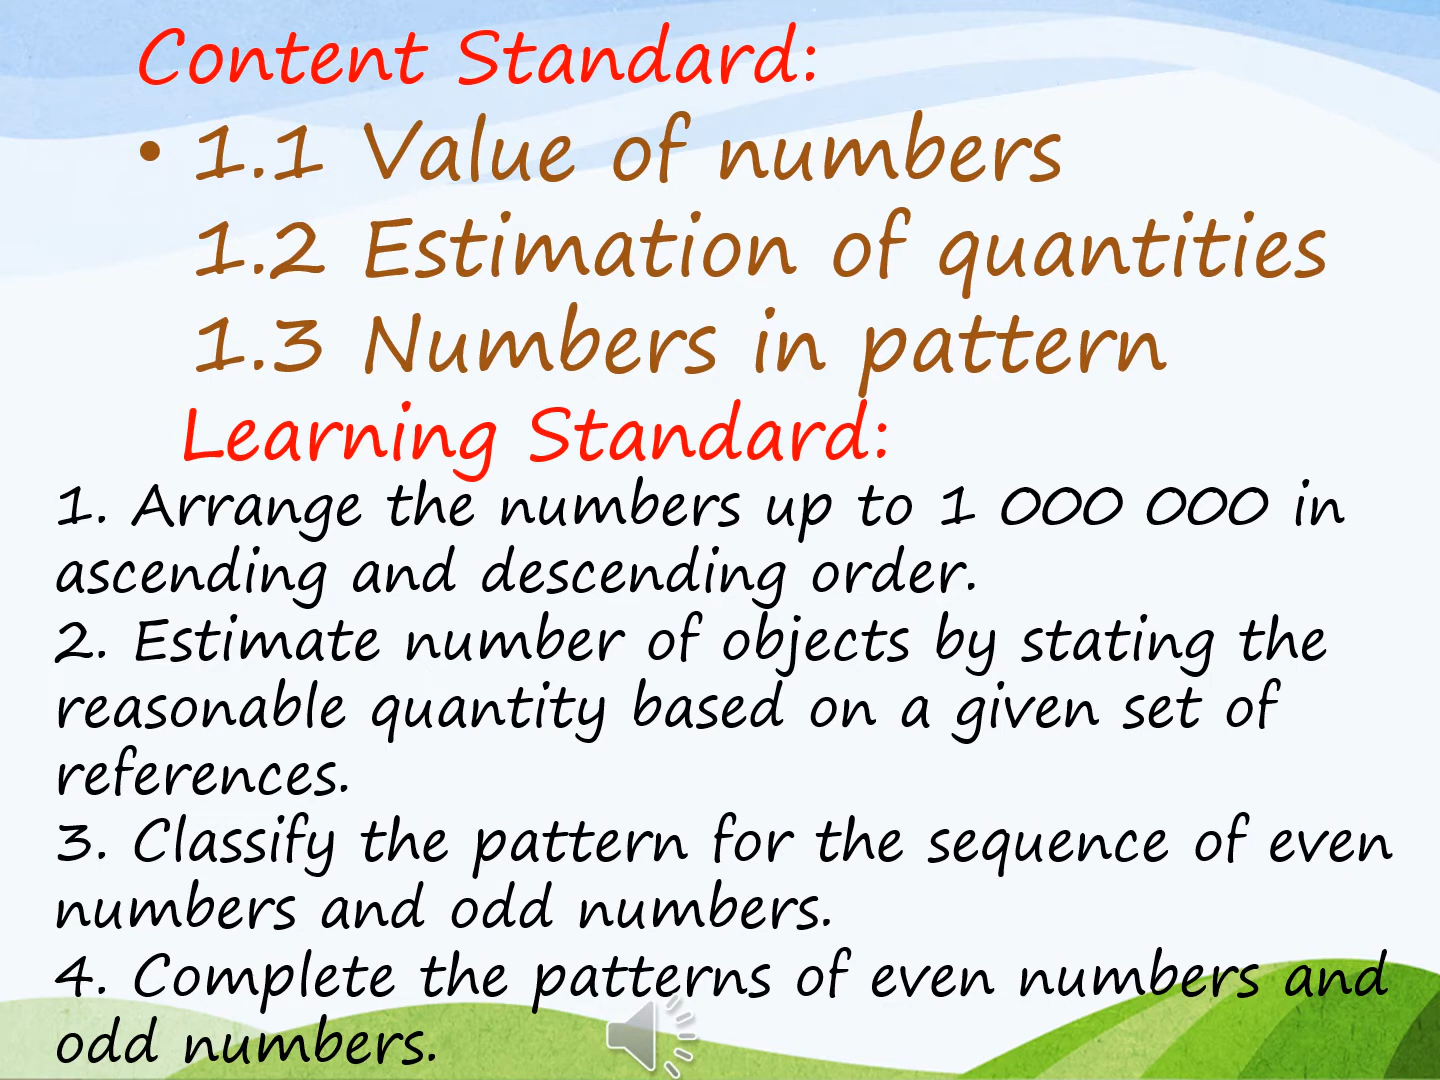 Content Standard:
• 1.1 Value of numbers
1.2 Estimation of quantities
1.3 Numbers in pattern
Learning Standard:
1. Arrange the numbers up to 1 000 000 in
ascending and descending order.
2. Estimate number of objects by stating the
reasonable quantity based on a given set of
references.
3. Classify the pattern for the sequence of even
numbers and odd numbers.
4. Complete the patterns of even numbers and
odd numbers.